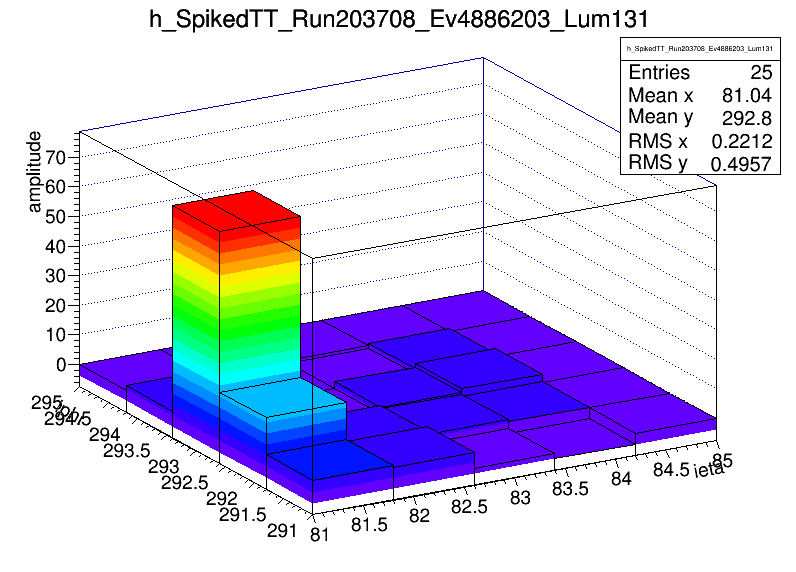 h_SpikedTT_Run203708_Ev4886203_Lum131
h_SpikedTT_Run203708_Ev4886203_Lum131
Entries 25
Mean x 81.04
Mean y 292.8
RMS x 0.2212
RMS y 0.4957
amplitude
70
60
50
40
30
20
10
0
295
294.5
294
293.5
293
292.5
292
291.5
291
81
81.5
82
82.5
83
83.5
84
84.5
85
ieta